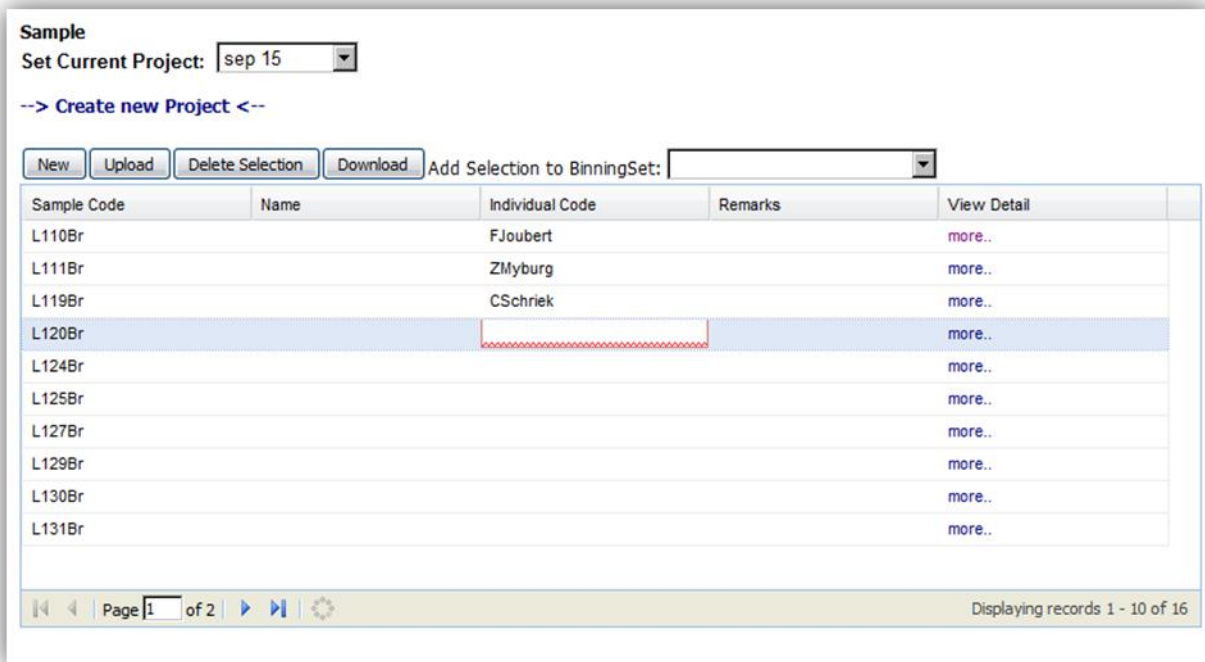 Sample
Set Current Project: sep 15
--> Create new Project <--
New Upload Delete Selection Download Add Selection to BinningSet:
Sample Code Name Individual Code Remarks View Detail
L110Br FJoubert more..
L111Br ZMyburg more..
L119Br CSchriek more..
L120Br more..
L124Br more..
L125Br more..
L127Br more..
L129Br more..
L130Br more..
L131Br more..
Page 1 of 2 Displaying records 1 - 10 of 16